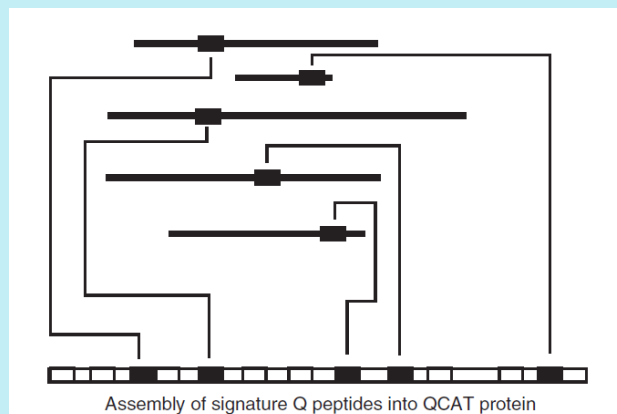 Assembly of signature Q peptides into QCAT protein